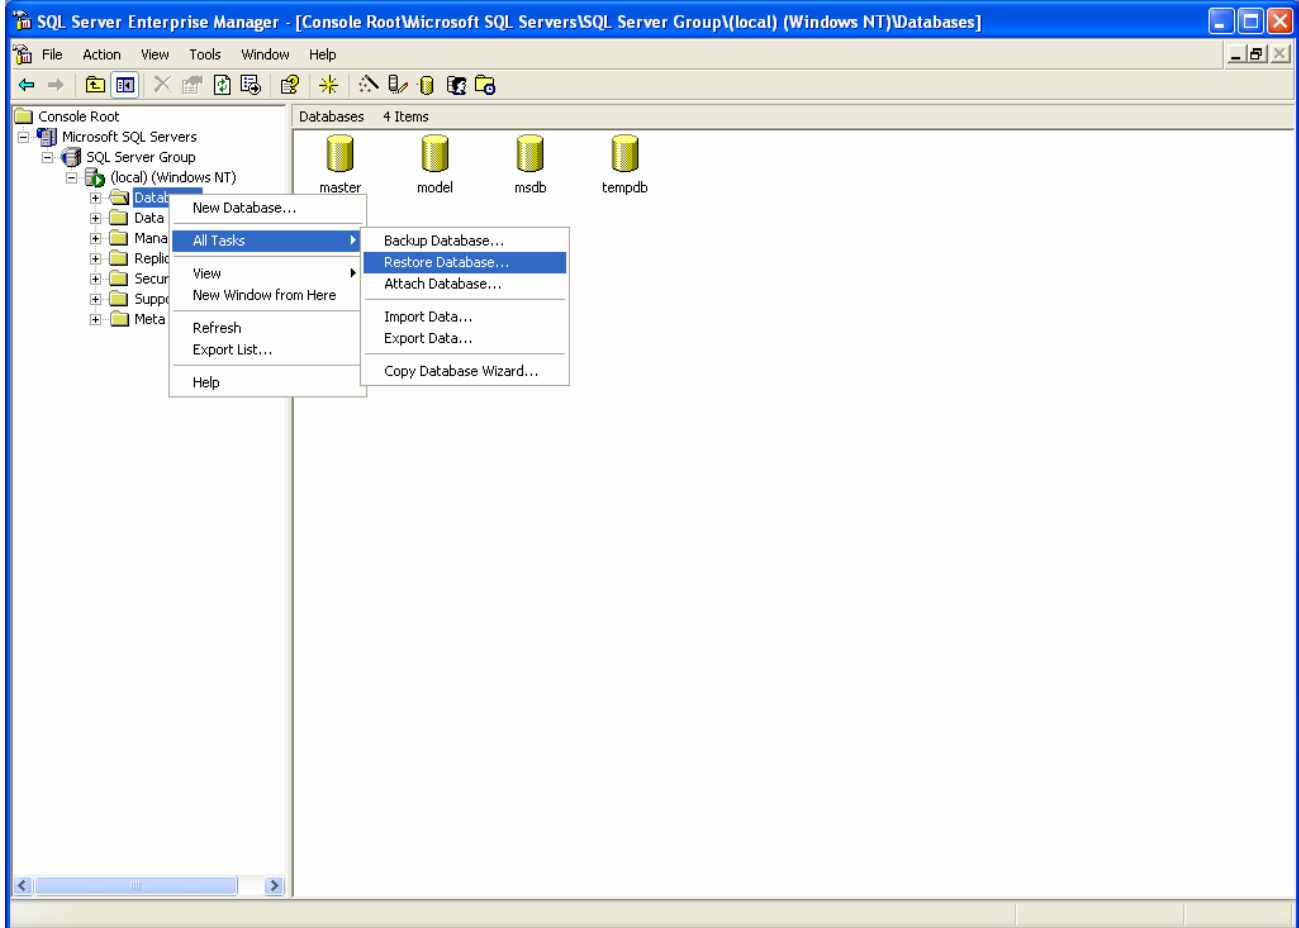 SQL Server Enterprise Manager - [Console Root\Microsoft SQL Servers\SQL Server Group\(local) (Windows NT)\Databases]
File Action View Tools Window Help
Console Root
Microsoft SQL Servers
SQL Server Group
(local) (Windows NT)
Datab
Data
Mana
Replic
Secur
Suppo
Meta
Databases 4 Items
master model msdb tempdb
New Database...
All Tasks
View
New Window from Here
Refresh
Export List...
Help
Backup Database...
Restore Database...
Attach Database...
Import Data...
Export Data...
Copy Database Wizard...